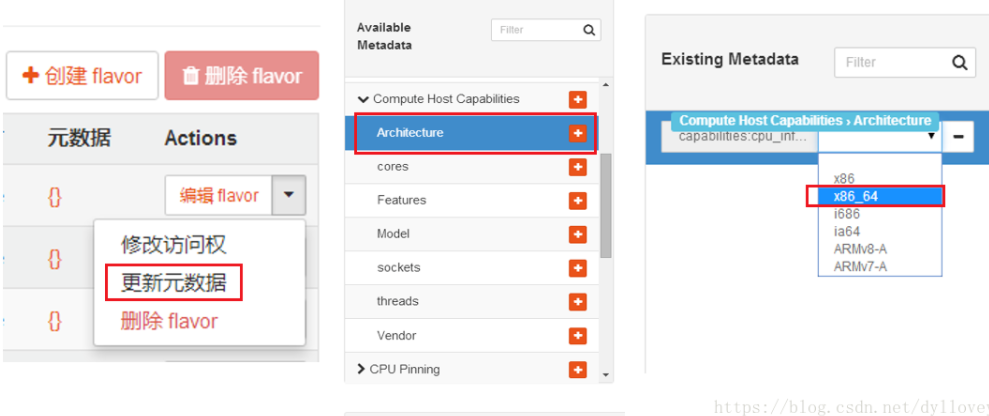 创建 flavor
删除 flavor
元数据
Actions
{}
编辑 flavor
{}
修改访问权
更新元数据
{}
删除 flavor
Available
Metadata
Filter
Compute Host Capabilities
Architecture
cores
Features
Model
sockets
threads
Vendor
CPU Pinning
Existing Metadata
Filter
Compute Host Capabilities › Architecture
capabilities:cpu_inf...
x86
x86_64
i686
ia64
ARMv8-A
ARMv7-A
https://blog.csdn.net/dyllove